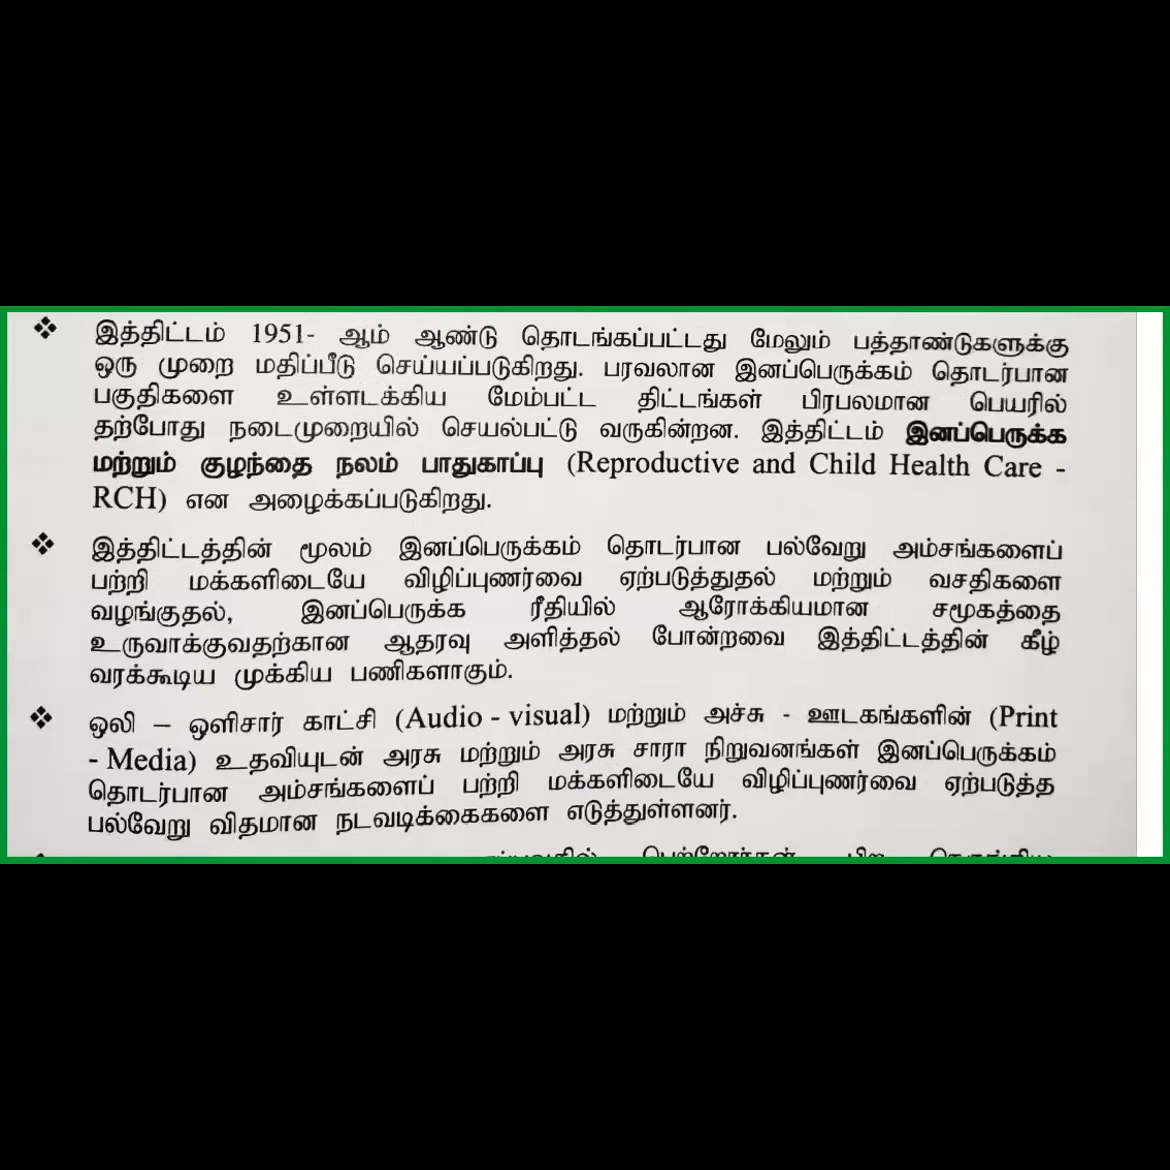 ❖ இத்திட்டம் 1951- ஆம் ஆண்டு தொடங்கப்பட்டது மேலும் பத்தாண்டுகளுக்கு
ஒரு முறை மதிப்பீடு செய்யப்படுகிறது. பரவலான இனப்பெருக்கம் தொடர்பான
பகுதிகளை உள்ளடக்கிய மேம்பட்ட திட்டங்கள் பிரபலமான பெயரில்
தற்போது நடைமுறையில் செயல்பட்டு வருகின்றன. இத்திட்டம் இனப்பெருக்க
மற்றும் குழந்தை நலம் பாதுகாப்பு (Reproductive and Child Health Care -
RCH) என அழைக்கப்படுகிறது.
❖ இத்திட்டத்தின் மூலம் இனப்பெருக்கம் தொடர்பான பல்வேறு அம்சங்களைப்
பற்றி மக்களிடையே விழிப்புணர்வை ஏற்படுத்துதல் மற்றும் வசதிகளை
வழங்குதல், இனப்பெருக்க ரீதியில் ஆரோக்கியமான சமூகத்தை
உருவாக்குவதற்கான ஆதரவு அளித்தல் போன்றவை இத்திட்டத்தின் கீழ்
வரக்கூடிய முக்கிய பணிகளாகும்.
❖ ஒலி – ஒளிசார் காட்சி (Audio - visual) மற்றும் அச்சு - ஊடகங்களின் (Print
- Media) உதவியுடன் அரசு மற்றும் அரசு சாரா நிறுவனங்கள் இனப்பெருக்கம்
தொடர்பான அம்சங்களைப் பற்றி மக்களிடையே விழிப்புணர்வை ஏற்படுத்த
பல்வேறு விதமான நடவடிக்கைகளை எடுத்துள்ளனர்.